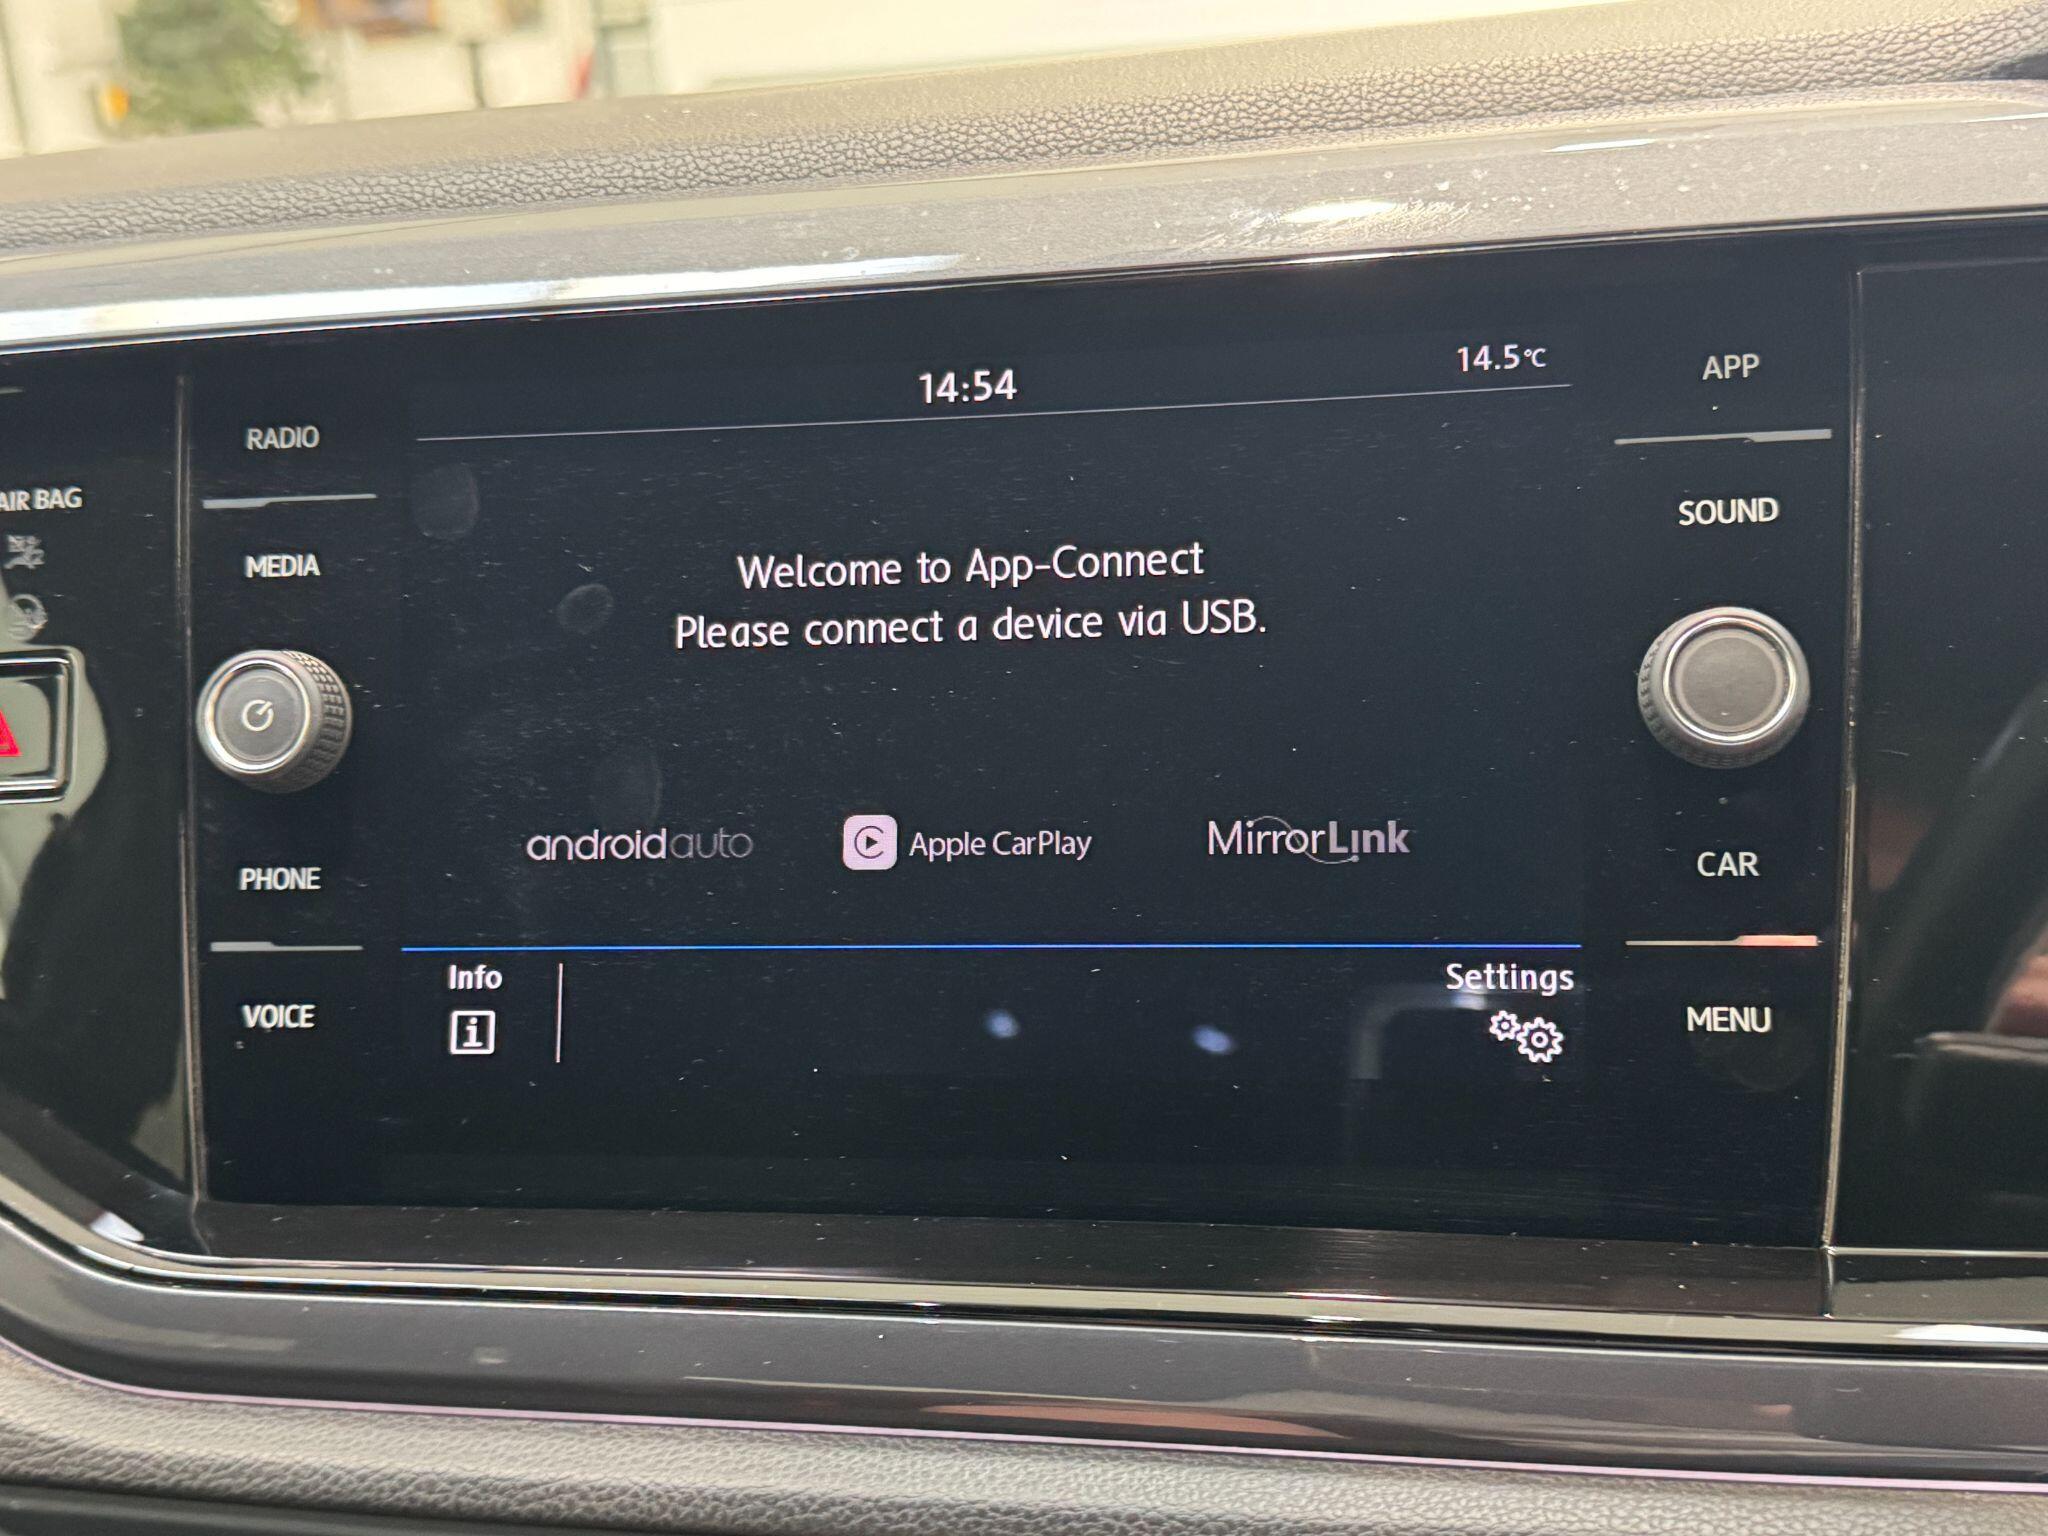 14:54
14.5°C
APP
RADIO
AIR BAG
SOUND
MEDIA
Welcome to App-Connect
Please connect a device via USB.
androidauto
Apple CarPlay
MirrorLink
PHONE
CAR
Info
Settings
VOICE
MENU